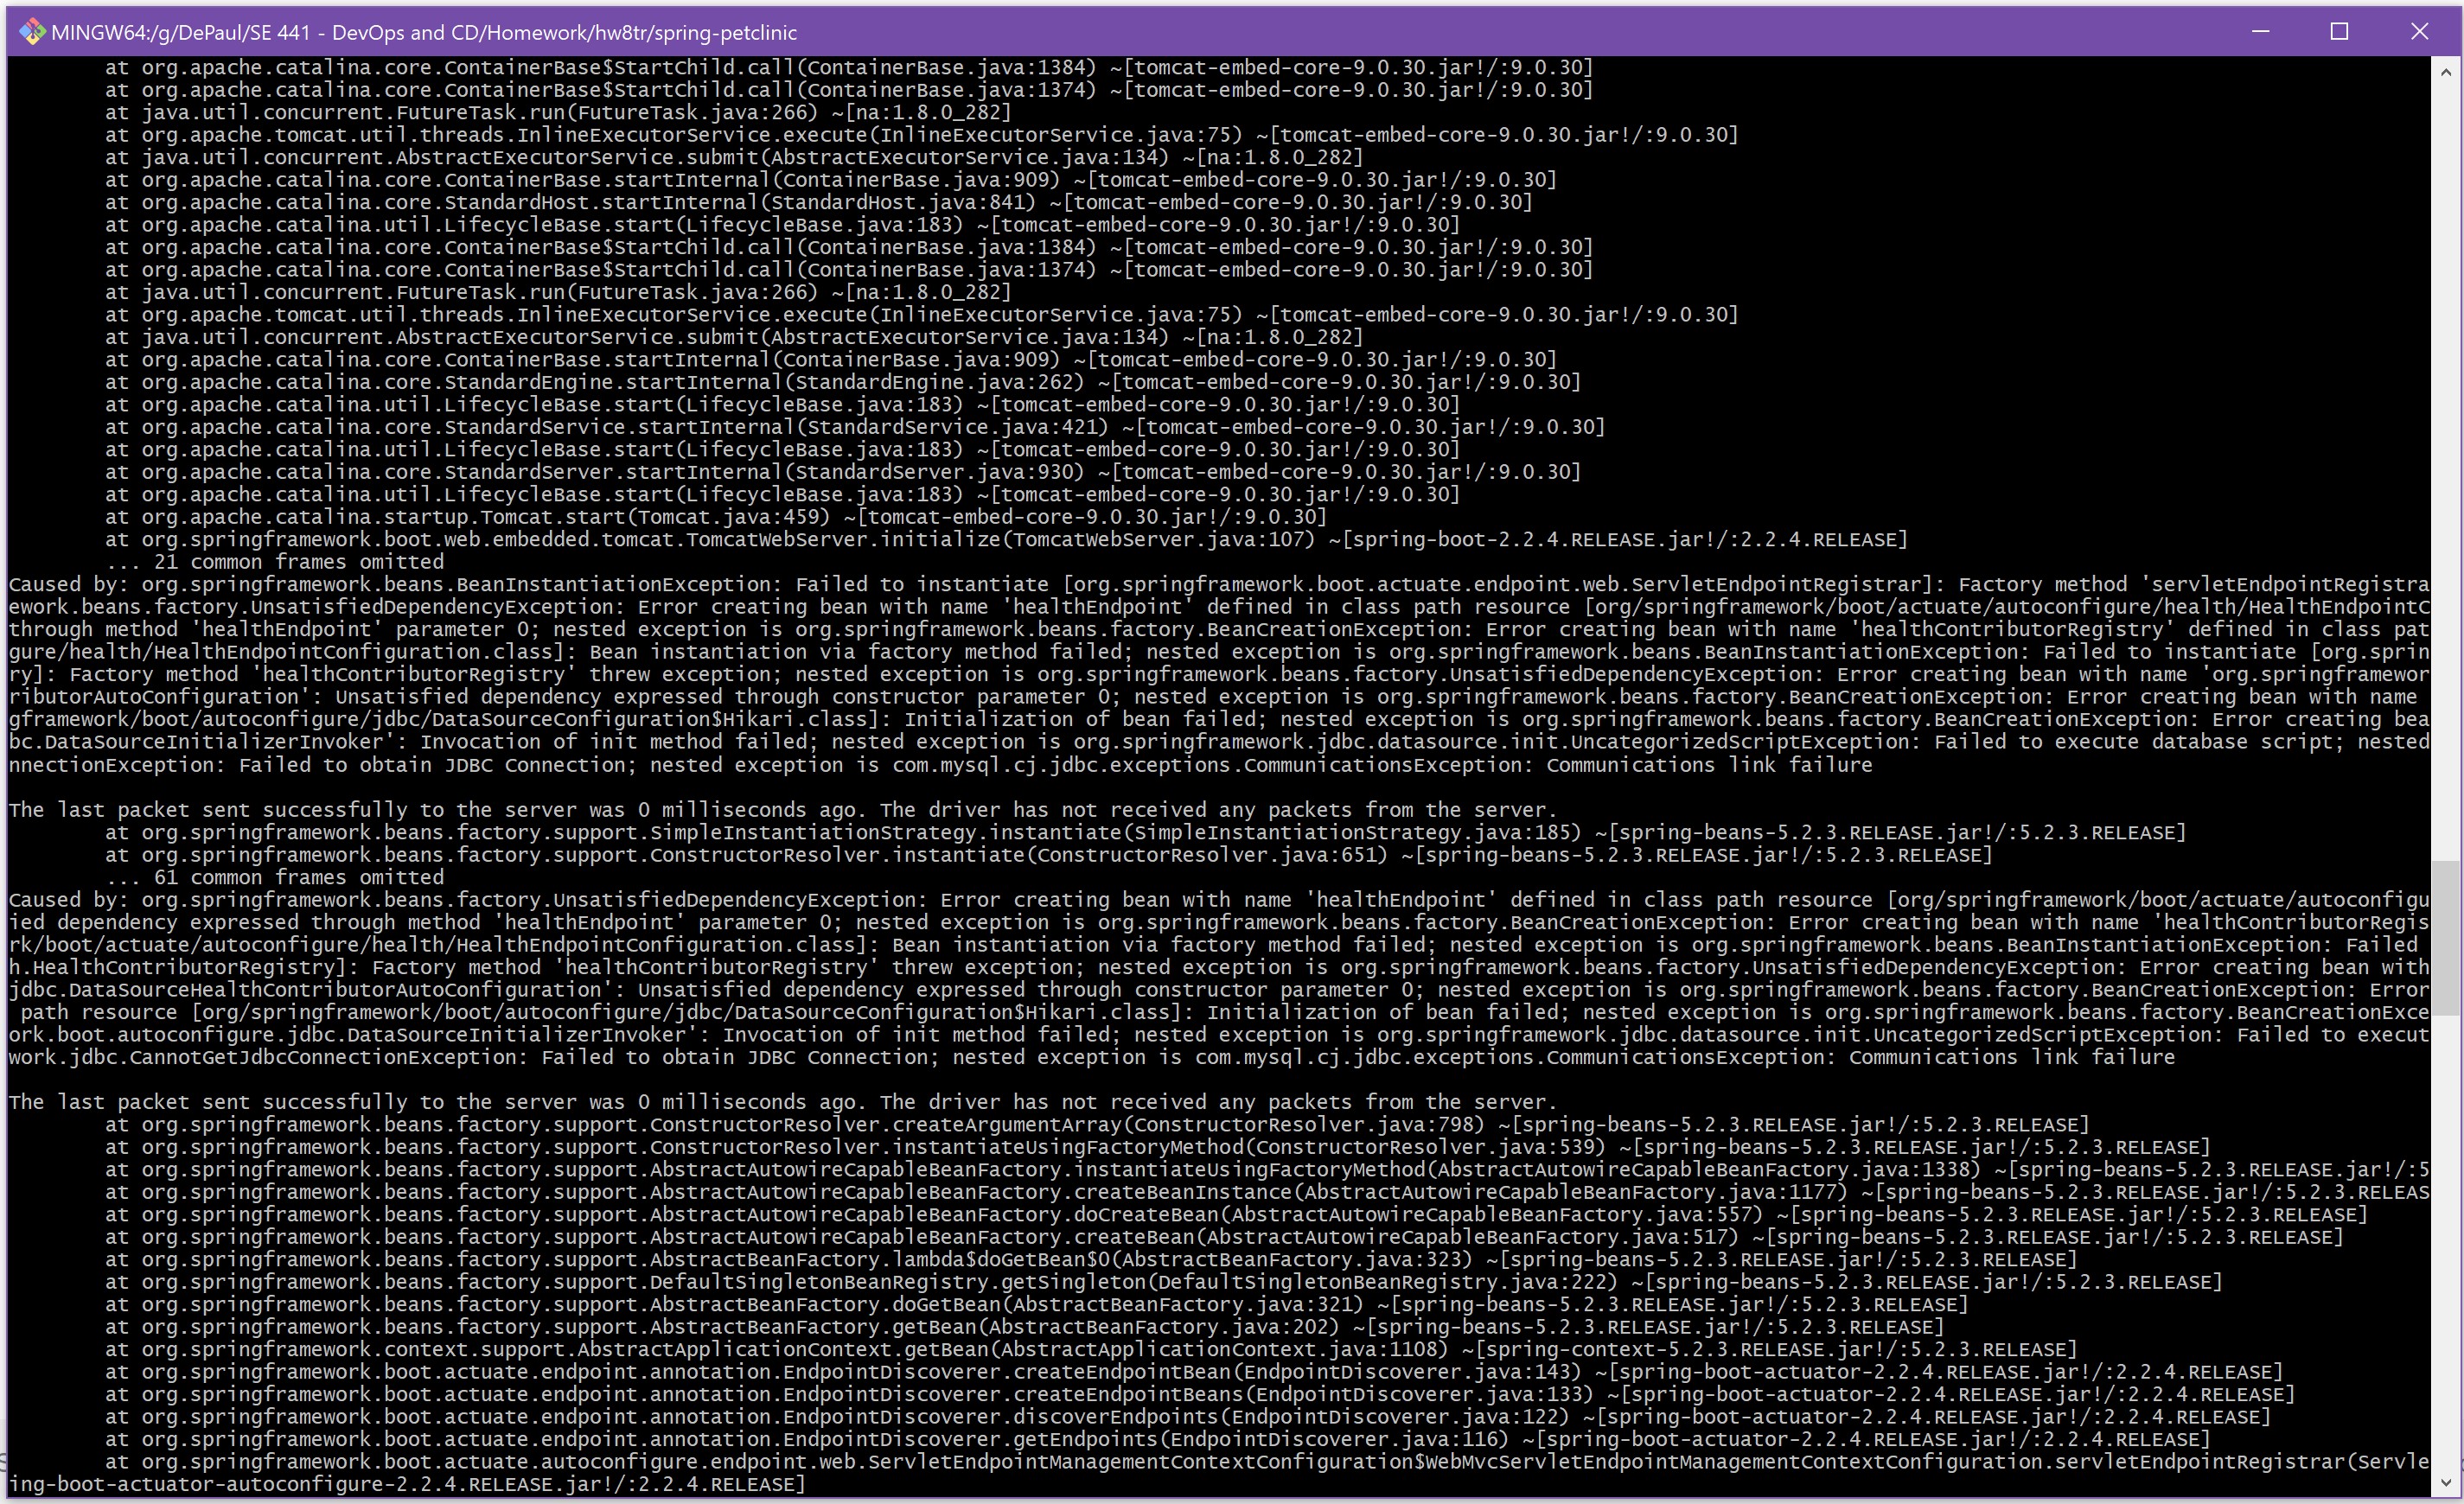 MINGW64:/g/DePaul/SE 441 - DevOps and CD/Homework/hw8tr/spring-petclinic
at org.apache.catalina.core.ContainerBase$StartChild.call(ContainerBase.java:1384) ~[tomcat-embed-core-9.0.30.jar!/:9.0.30]
at org.apache.catalina.core.ContainerBase$StartChild.call(ContainerBase.java:1374) ~[tomcat-embed-core-9.0.30.jar!/:9.0.30]
at java.util.concurrent.FutureTask.run(FutureTask.java:266) ~[na:1.8.0_282]
at org.apache.tomcat.util.threads.InlineExecutorService.execute(InlineExecutorService.java:75) ~[tomcat-embed-core-9.0.30.jar!/:9.0.30]
at java.util.concurrent.AbstractExecutorService.submit(AbstractExecutorService.java:134) ~[na:1.8.0_282]
at org.apache.catalina.core.ContainerBase.startInternal(ContainerBase.java:909) ~[tomcat-embed-core-9.0.30.jar!/:9.0.30]
at org.apache.catalina.core.StandardHost.startInternal(StandardHost.java:841) ~[tomcat-embed-core-9.0.30.jar!/:9.0.30]
at org.apache.catalina.util.LifecycleBase.start(LifecycleBase.java:183) ~[tomcat-embed-core-9.0.30.jar!/:9.0.30]
at org.apache.catalina.core.ContainerBase$StartChild.call(ContainerBase.java:1384) ~[tomcat-embed-core-9.0.30.jar!/:9.0.30]
at org.apache.catalina.core.ContainerBase$StartChild.call(ContainerBase.java:1374) ~[tomcat-embed-core-9.0.30.jar!/:9.0.30]
at java.util.concurrent.FutureTask.run(FutureTask.java:266) ~[na:1.8.0_282]
at org.apache.tomcat.util.threads.InlineExecutorService.execute(InlineExecutorService.java:75) ~[tomcat-embed-core-9.0.30.jar!/:9.0.30]
at java.util.concurrent.AbstractExecutorService.submit(AbstractExecutorService.java:134) ~[na:1.8.0_282]
at org.apache.catalina.core.ContainerBase.startInternal(ContainerBase.java:909) ~[tomcat-embed-core-9.0.30.jar!/:9.0.30]
at org.apache.catalina.core.StandardEngine.startInternal(StandardEngine.java:262) ~[tomcat-embed-core-9.0.30.jar!/:9.0.30]
at org.apache.catalina.util.LifecycleBase.start(LifecycleBase.java:183) ~[tomcat-embed-core-9.0.30.jar!/:9.0.30]
at org.apache.catalina.core.StandardService.startInternal(StandardService.java:421) ~[tomcat-embed-core-9.0.30.jar!/:9.0.30]
at org.apache.catalina.util.LifecycleBase.start(LifecycleBase.java:183) ~[tomcat-embed-core-9.0.30.jar!/:9.0.30]
at org.apache.catalina.core.StandardServer.startInternal(StandardServer.java:930) ~[tomcat-embed-core-9.0.30.jar!/:9.0.30]
at org.apache.catalina.util.LifecycleBase.start(LifecycleBase.java:183) ~[tomcat-embed-core-9.0.30.jar!/:9.0.30]
at org.apache.catalina.startup.Tomcat.start(Tomcat.java:459) ~[tomcat-embed-core-9.0.30.jar!/:9.0.30]
at org.springframework.boot.web.embedded.tomcat.TomcatWebServer.initialize(TomcatWebServer.java:107) ~[spring-boot-2.2.4.RELEASE.jar!/:2.2.4.RELEASE]
... 21 common frames omitted
Caused by: org.springframework.beans.BeanInstantiationException: Failed to instantiate [org.springframework.boot.actuate.endpoint.web.ServletEndpointRegistrar]: Factory method 'servletEndpointRegistra
ework.beans.factory.UnsatisfiedDependencyException: Error creating bean with name 'healthEndpoint' defined in class path resource [org/springframework/boot/actuate/autoconfigure/health/HealthEndpointC
through method 'healthEndpoint' parameter 0; nested exception is org.springframework.beans.factory.BeanCreationException: Error creating bean with name 'healthContributorRegistry' defined in class pat
gure/health/HealthEndpointConfiguration.class]: Bean instantiation via factory method failed; nested exception is org.springframework.beans.BeanInstantiationException: Failed to instantiate [org.sprin
ry]: Factory method 'healthContributorRegistry' threw exception; nested exception is org.springframework.beans.factory.UnsatisfiedDependencyException: Error creating bean with name 'org.springframewor
ributorAutoConfiguration': Unsatisfied dependency expressed through constructor parameter 0; nested exception is org.springframework.beans.factory.BeanCreationException: Error creating bean with name
gframework/boot/autoconfigure/jdbc/DataSourceConfiguration$Hikari.class]: Initialization of bean failed; nested exception is org.springframework.beans.factory.BeanCreationException: Error creating bea
bc.DataSourceInitializerInvoker': Invocation of init method failed; nested exception is org.springframework.jdbc.datasource.init.UncategorizedScriptException: Failed to execute database script; nested
nnectionException: Failed to obtain JDBC Connection; nested exception is com.mysql.cj.jdbc.exceptions.CommunicationsException: Communications link failure
The last packet sent successfully to the server was 0 milliseconds ago. The driver has not received any packets from the server.
at org.springframework.beans.factory.support.SimpleInstantiationStrategy.instantiate(SimpleInstantiationStrategy.java:185) ~[spring-beans-5.2.3.RELEASE.jar!/:5.2.3.RELEASE]
at org.springframework.beans.factory.support.ConstructorResolver.instantiate(ConstructorResolver.java:651) ~[spring-beans-5.2.3.RELEASE.jar!/:5.2.3.RELEASE]
... 61 common frames omitted
Caused by: org.springframework.beans.factory.UnsatisfiedDependencyException: Error creating bean with name 'healthEndpoint' defined in class path resource [org/springframework/boot/actuate/autoconfigu
ied dependency expressed through method 'healthEndpoint' parameter 0; nested exception is org.springframework.beans.factory.BeanCreationException: Error creating bean with name 'healthContributorRegis
rk/boot/actuate/autoconfigure/health/HealthEndpointConfiguration.class]: Bean instantiation via factory method failed; nested exception is org.springframework.beans.BeanInstantiationException: Failed
h.HealthContributorRegistry]: Factory method 'healthContributorRegistry' threw exception; nested exception is org.springframework.beans.factory.UnsatisfiedDependencyException: Error creating bean with
jdbc.DataSourceHealthContributorAutoConfiguration': Unsatisfied dependency expressed through constructor parameter 0; nested exception is org.springframework.beans.factory.BeanCreationException: Error
path resource [org/springframework/boot/autoconfigure/jdbc/DataSourceConfiguration$Hikari.class]: Initialization of bean failed; nested exception is org.springframework.beans.factory.BeanCreationExce
ork.boot.autoconfigure.jdbc.DataSourceInitializerInvoker': Invocation of init method failed; nested exception is org.springframework.jdbc.datasource.init.UncategorizedScriptException: Failed to execut
work.jdbc.CannotGetJdbcConnectionException: Failed to obtain JDBC Connection; nested exception is com.mysql.cj.jdbc.exceptions.CommunicationsException: Communications link failure
The last packet sent successfully to the server was 0 milliseconds ago. The driver has not received any packets from the server.
at org.springframework.beans.factory.support.ConstructorResolver.createArgumentArray(ConstructorResolver.java:798) ~[spring-beans-5.2.3.RELEASE.jar!/:5.2.3.RELEASE]
at org.springframework.beans.factory.support.ConstructorResolver.instantiateUsingFactoryMethod(ConstructorResolver.java:539) ~[spring-beans-5.2.3.RELEASE.jar!/:5.2.3.RELEASE]
at org.springframework.beans.factory.support.AbstractAutowireCapableBeanFactory.instantiateUsingFactoryMethod(AbstractAutowireCapableBeanFactory.java:1338) ~[spring-beans-5.2.3.RELEASE.jar!/:5
at org.springframework.beans.factory.support.AbstractAutowireCapableBeanFactory.createBeanInstance(AbstractAutowireCapableBeanFactory.java:1177) ~[spring-beans-5.2.3.RELEASE.jar!/:5.2.3.RELEAS
at org.springframework.beans.factory.support.AbstractAutowireCapableBeanFactory.doCreateBean(AbstractAutowireCapableBeanFactory.java:557) ~[spring-beans-5.2.3.RELEASE.jar!/:5.2.3.RELEASE]
at org.springframework.beans.factory.support.AbstractAutowireCapableBeanFactory.createBean(AbstractAutowireCapableBeanFactory.java:517) ~[spring-beans-5.2.3.RELEASE.jar!/:5.2.3.RELEASE]
at org.springframework.beans.factory.support.AbstractBeanFactory.lambda$doGetBean$0(AbstractBeanFactory.java:323) ~[spring-beans-5.2.3.RELEASE.jar!/:5.2.3.RELEASE]
at org.springframework.beans.factory.support.DefaultSingletonBeanRegistry.getSingleton(DefaultSingletonBeanRegistry.java:222) ~[spring-beans-5.2.3.RELEASE.jar!/:5.2.3.RELEASE]
at org.springframework.beans.factory.support.AbstractBeanFactory.doGetBean(AbstractBeanFactory.java:321) ~[spring-beans-5.2.3.RELEASE.jar!/:5.2.3.RELEASE]
at org.springframework.beans.factory.support.AbstractBeanFactory.getBean(AbstractBeanFactory.java:202) ~[spring-beans-5.2.3.RELEASE.jar!/:5.2.3.RELEASE]
at org.springframework.context.support.AbstractApplicationContext.getBean(AbstractApplicationContext.java:1108) ~[spring-context-5.2.3.RELEASE.jar!/:5.2.3.RELEASE]
at org.springframework.boot.actuate.endpoint.annotation.EndpointDiscoverer.createEndpointBean(EndpointDiscoverer.java:143) ~[spring-boot-actuator-2.2.4.RELEASE.jar!/:2.2.4.RELEASE]
at org.springframework.boot.actuate.endpoint.annotation.EndpointDiscoverer.createEndpointBeans(EndpointDiscoverer.java:133) ~[spring-boot-actuator-2.2.4.RELEASE.jar!/:2.2.4.RELEASE]
at org.springframework.boot.actuate.endpoint.annotation.EndpointDiscoverer.discoverEndpoints(EndpointDiscoverer.java:122) ~[spring-boot-actuator-2.2.4.RELEASE.jar!/:2.2.4.RELEASE]
at org.springframework.boot.actuate.endpoint.annotation.EndpointDiscoverer.getEndpoints(EndpointDiscoverer.java:116) ~[spring-boot-actuator-2.2.4.RELEASE.jar!/:2.2.4.RELEASE]
at org.springframework.boot.actuate.autoconfigure.endpoint.web.ServletEndpointManagementContextConfiguration$WebMvcServletEndpointManagementContextConfiguration.servletEndpointRegistrar(Servle
ing-boot-actuator-autoconfigure-2.2.4.RELEASE.jar!/:2.2.4.RELEASE]